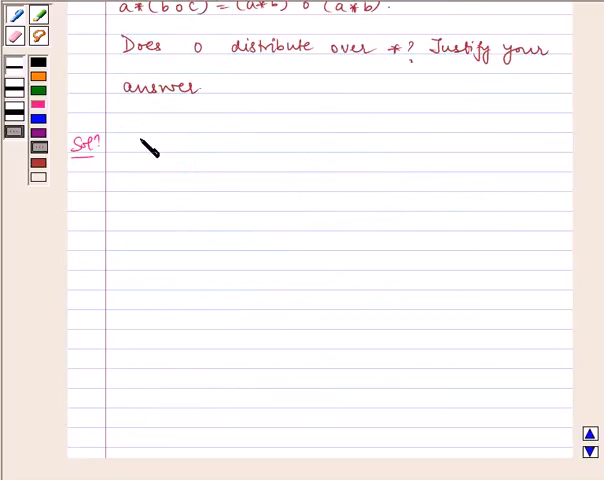 a*(b o c) = (a*b) o (a*b).
Does o distribute over *? Justify your
answer
Sol?